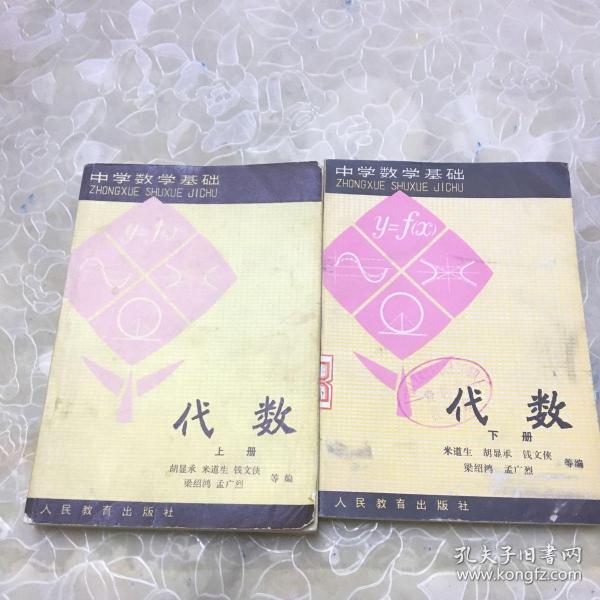 中学数学基础
ZHONGXUE SHUXUE JICHU
代数
上册
胡显承 米道生 钱文侠
梁绍鸿 孟广烈
等编
人民教育出版社
中学数学基础
ZHONGXUE SHUXUE JICHU
y=f(x)
代数
下册
米道生 胡显承 钱文侠
梁绍鸿 孟广烈
等编
人民教育出版社
孔夫子旧书网
www.kongfz.com